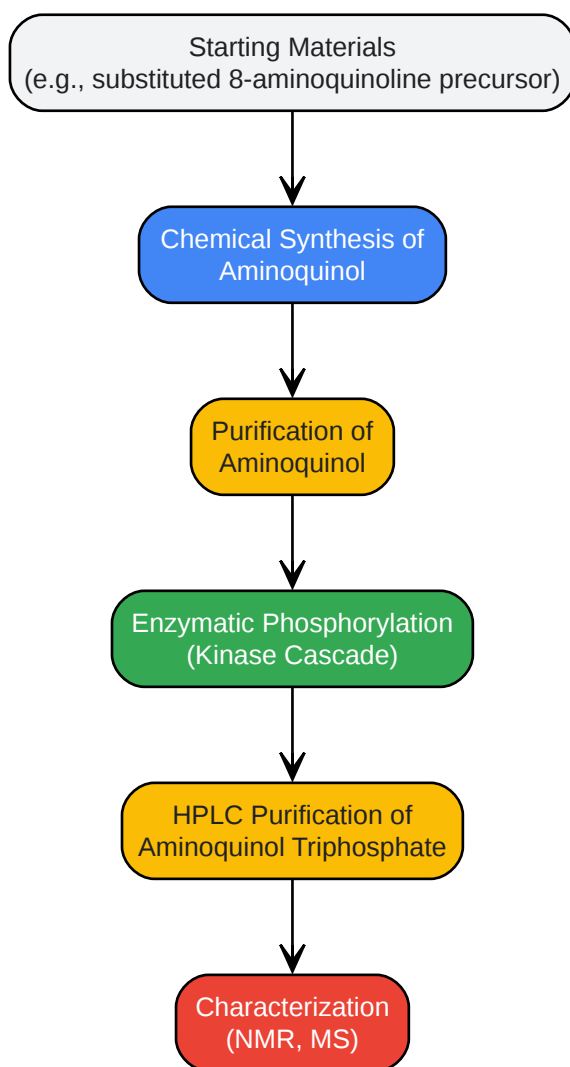 Starting Materials
(e.g., substituted 8-aminoquinoline precursor)
Chemical Synthesis of
Aminoquinol
Purification of
Aminoquinol
Enzymatic Phosphorylation
(Kinase Cascade)
HPLC Purification of
Aminoquinol Triphosphate
Characterization
(NMR, MS)